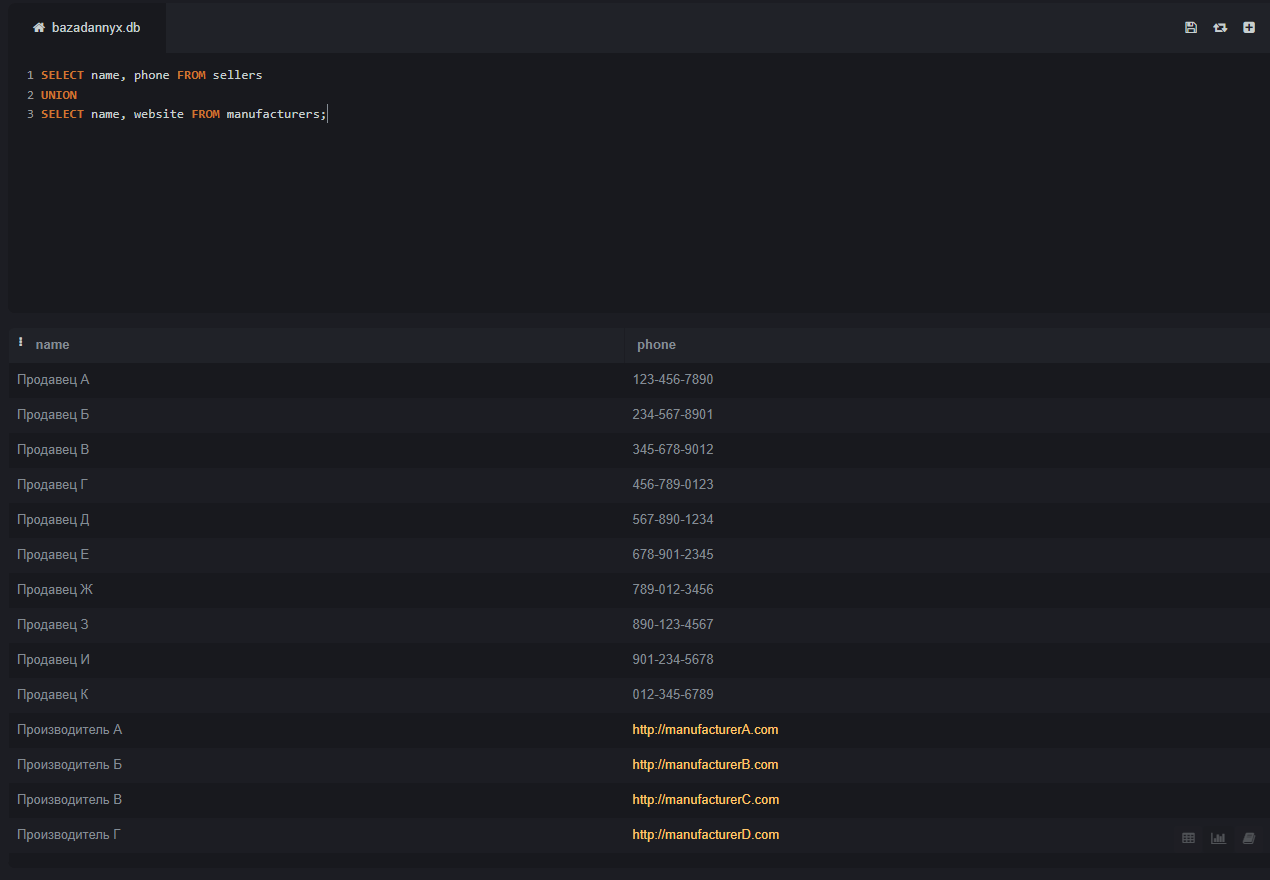 bazadannyx.db
1 SELECT name, phone FROM sellers
2 UNION
3 SELECT name, website FROM manufacturers;
name phone
Продавец А 123-456-7890
Продавец Б 234-567-8901
Продавец В 345-678-9012
Продавец Г 456-789-0123
Продавец Д 567-890-1234
Продавец Е 678-901-2345
Продавец Ж 789-012-3456
Продавец З 890-123-4567
Продавец И 901-234-5678
Продавец К 012-345-6789
Производитель А http://manufacturerA.com
Производитель Б http://manufacturerB.com
Производитель В http://manufacturerC.com
Производитель Г http://manufacturerD.com